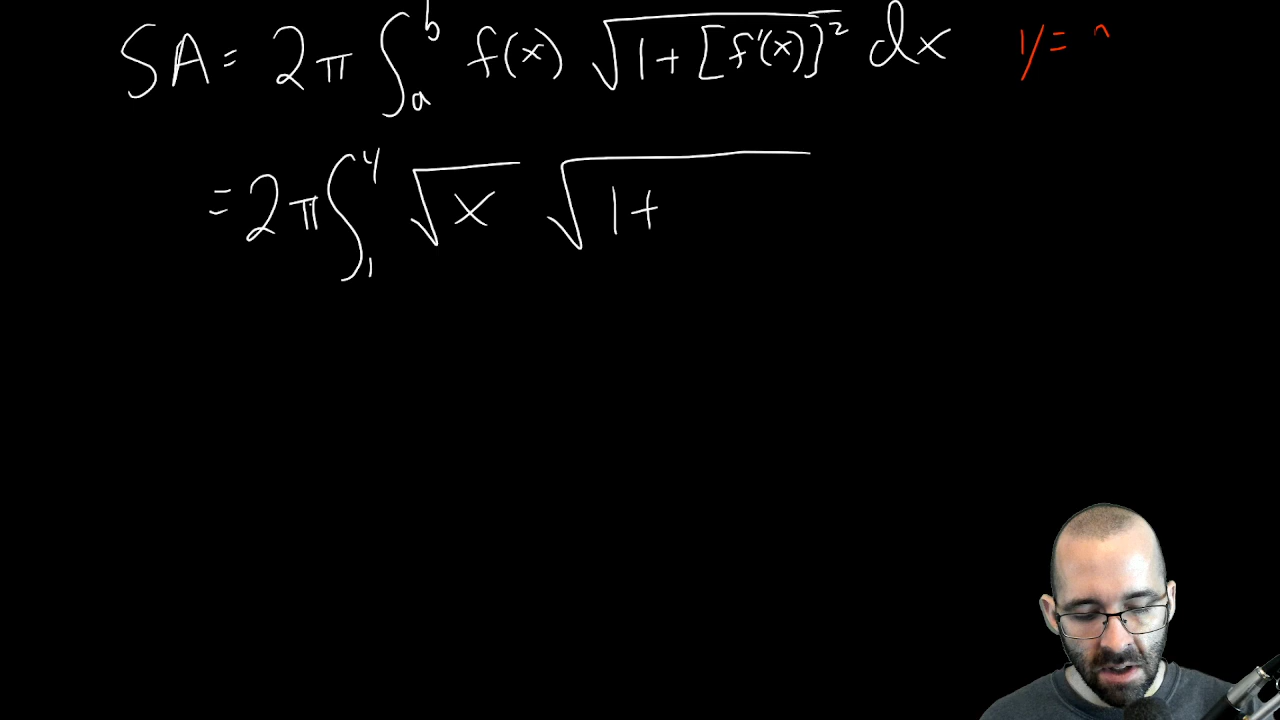 SA = 2π ∫_a^b f(x) √(1 + [f'(x)]²) dx y =
= 2π ∫_1^4 √x √(1 +